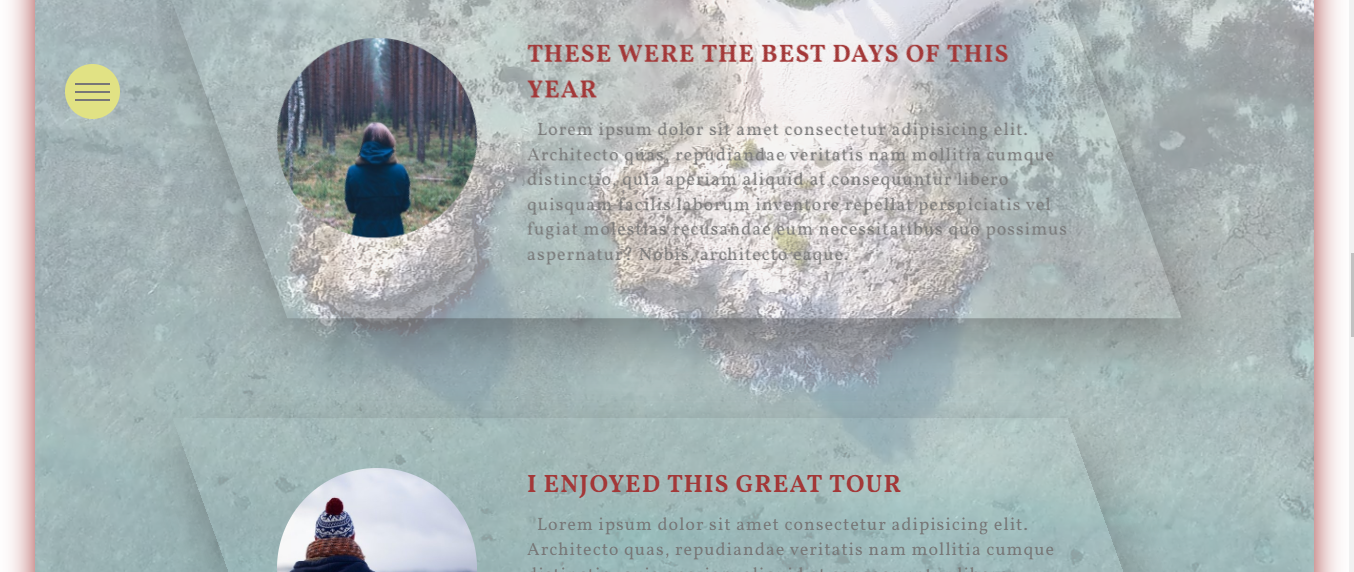 THESE WERE THE BEST DAYS OF THIS
YEAR
Lorem ipsum dolor sit amet consectetur adipisicing elit.
Architecto quas, repudiandae veritatis nam mollitia cumque
distinctio, quia aperiam aliquid at consequuntur libero
quisquam facilis laborum inventore repellat perspiciatis vel
fugiat molestias recusandae eum necessitatibus quo possimus
aspernatur? Nobis, architecto eaque.
I ENJOYED THIS GREAT TOUR
Lorem ipsum dolor sit amet consectetur adipisicing elit.
Architecto quas, repudiandae veritatis nam mollitia cumque